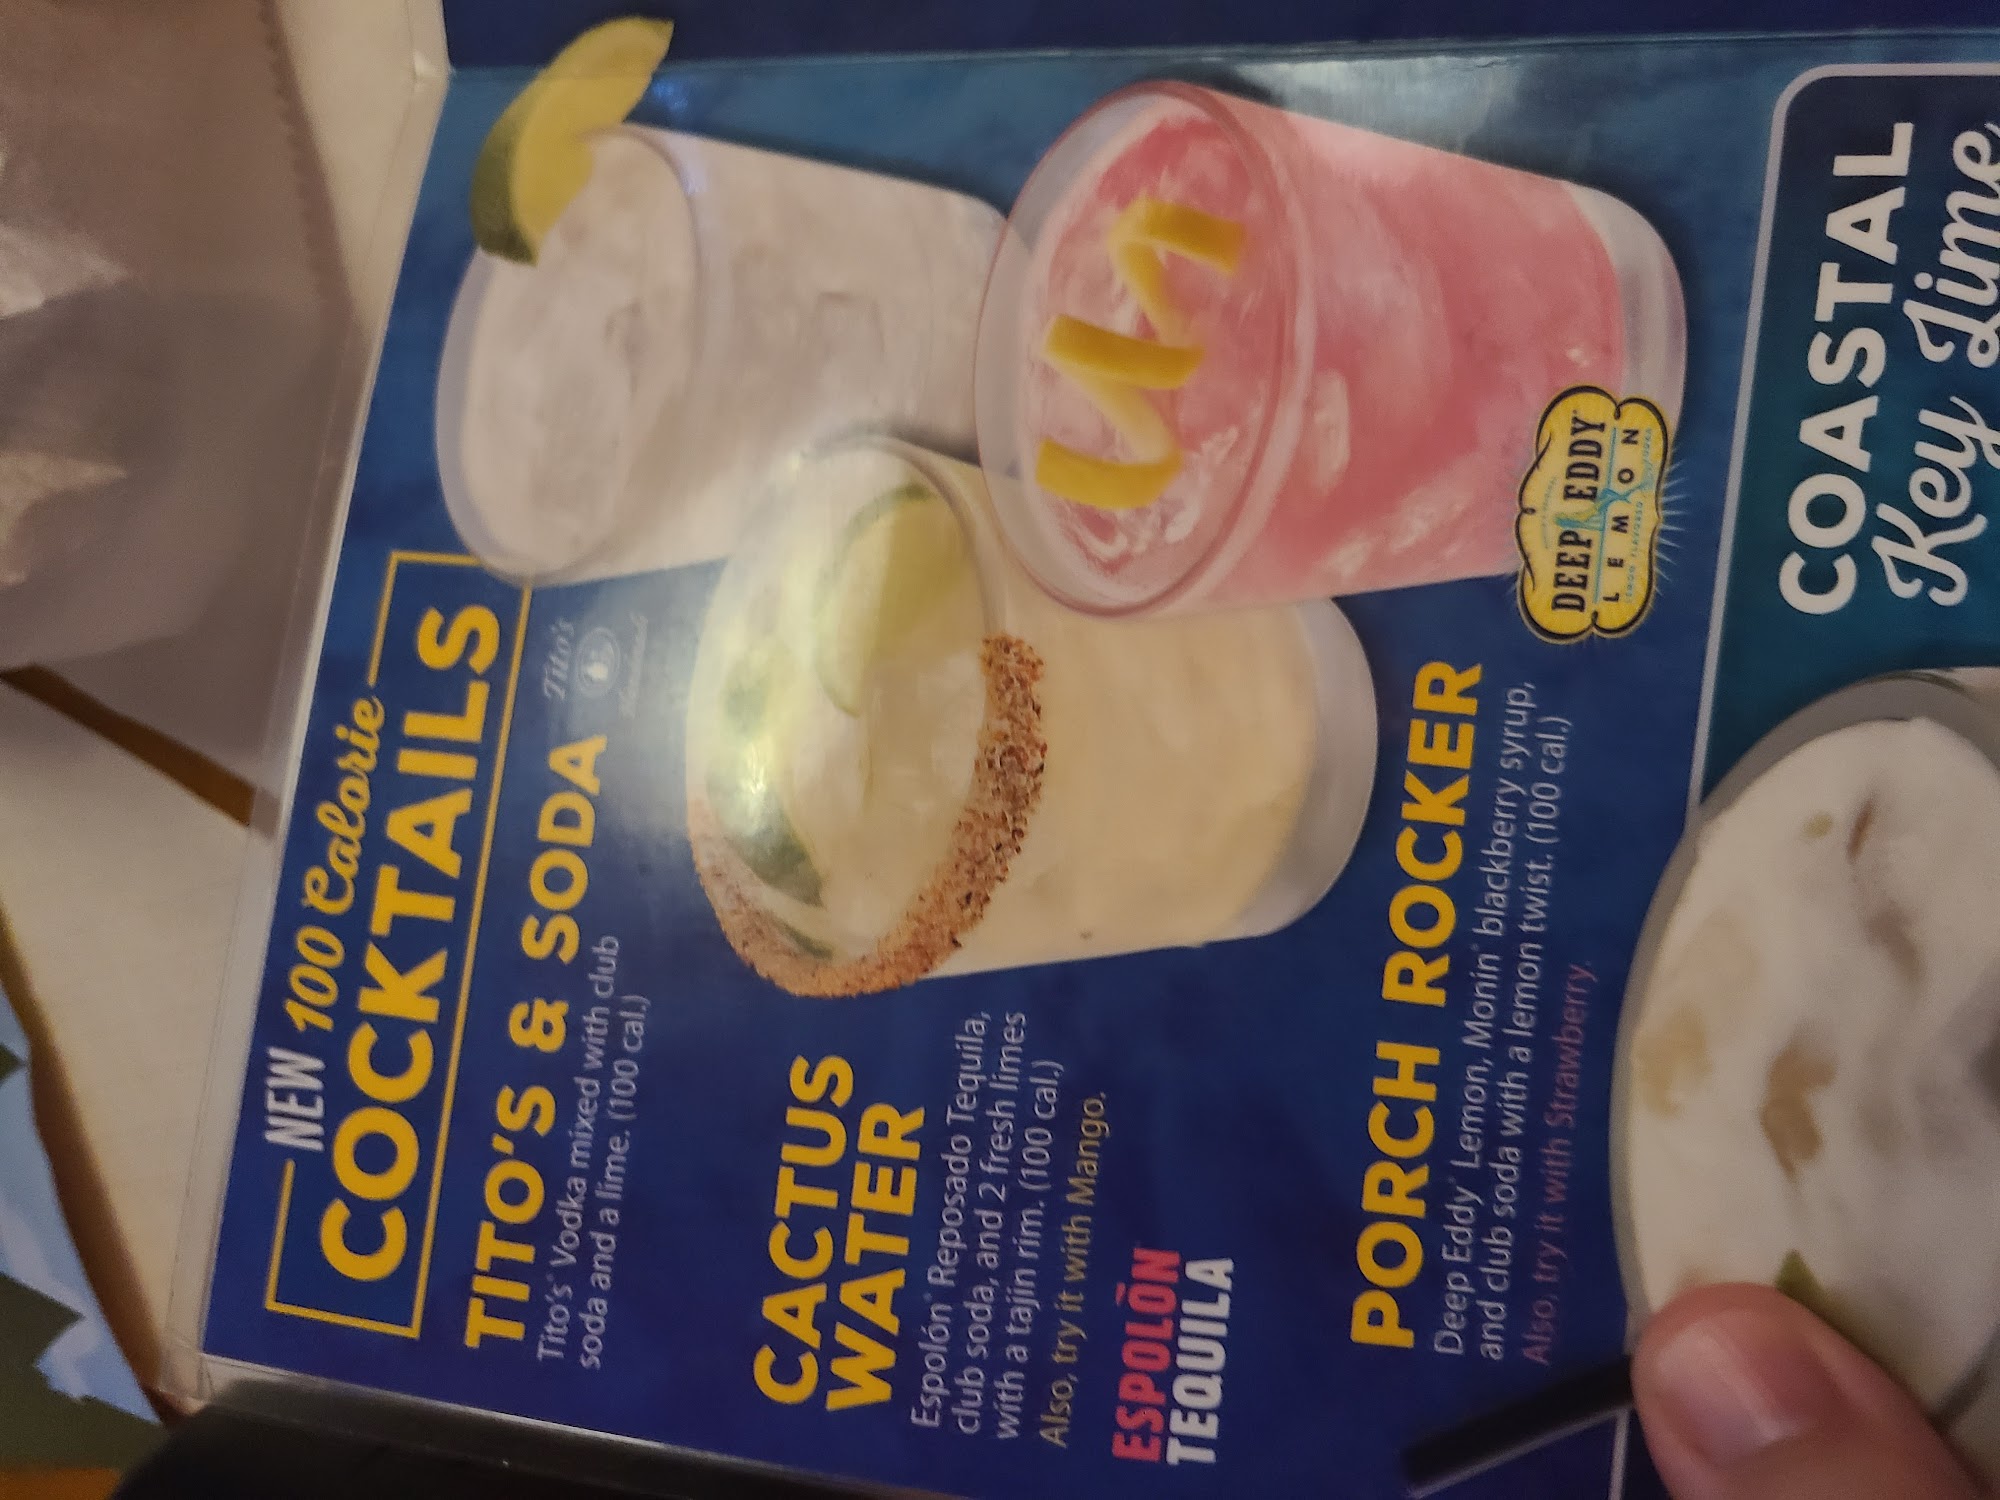 NEW 100 Calorie
COCKTAILS
TITO'S & SODA
Tito's
Tito's® Vodka mixed with club
soda and a lime. (100 cal.)
CACTUS
WATER
Espolón® Reposado Tequila,
club soda, and 2 fresh limes
with a tajín rim. (100 cal.)
Also, try it with Mango.
ESPOLÒN
TEQUILA
PORCH ROCKER
Deep Eddy® Lemon, Monin® blackberry syrup,
and club soda with a lemon twist. (100 cal.)
Also, try it with Strawberry.
DEEP EDDY
LEMON
COASTAL
Key Lime